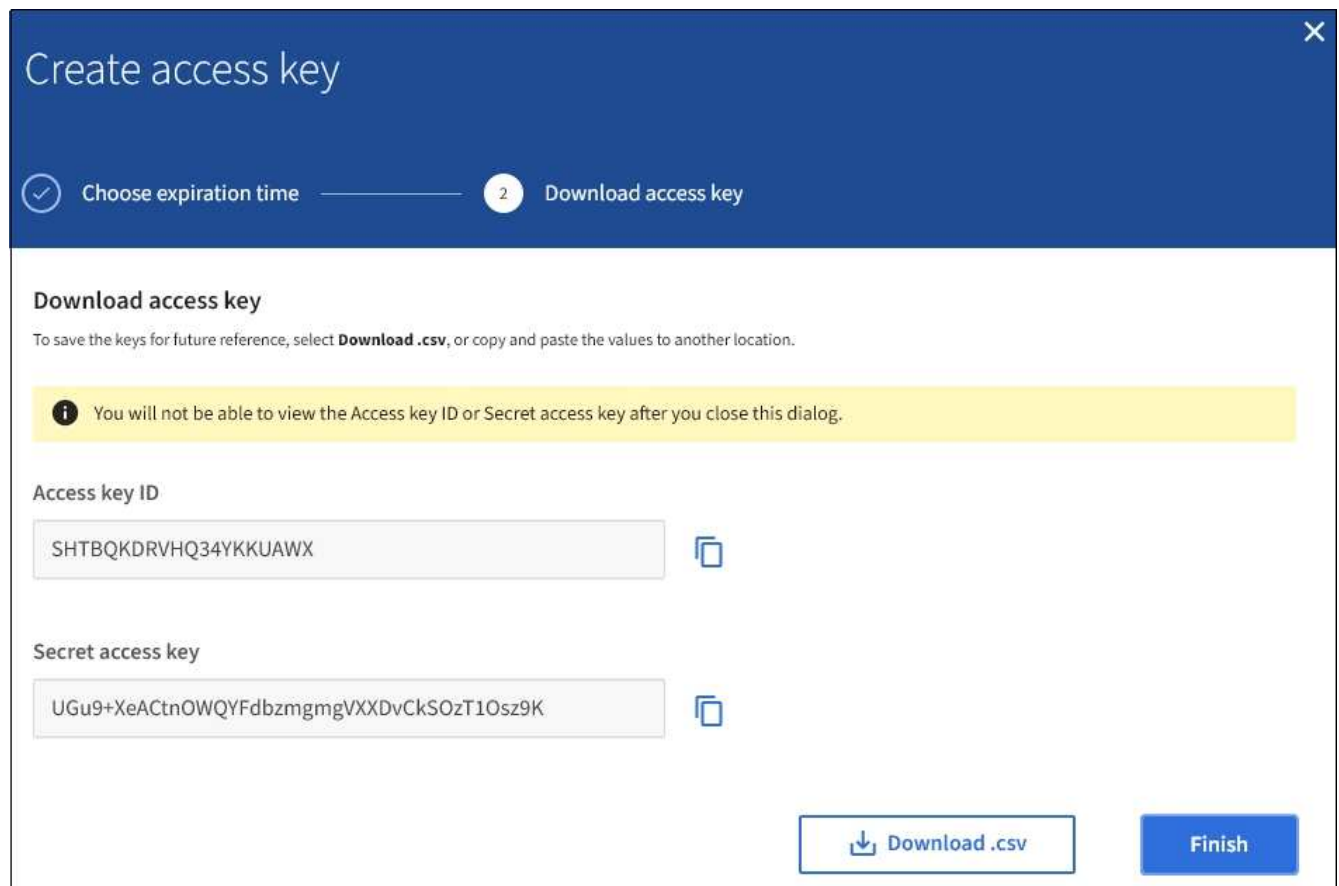 Create access key
Choose expiration time
2
Download access key
Download access key
To save the keys for future reference, select Download .csv, or copy and paste the values to another location.
You will not be able to view the Access key ID or Secret access key after you close this dialog.
Access key ID
SHTBQKDRVHQ34YKKUAWX
Secret access key
UGu9+XeACtnOWQYFdbzmgmgVXXDvCkSOzT1Osz9K
Download .csv
Finish